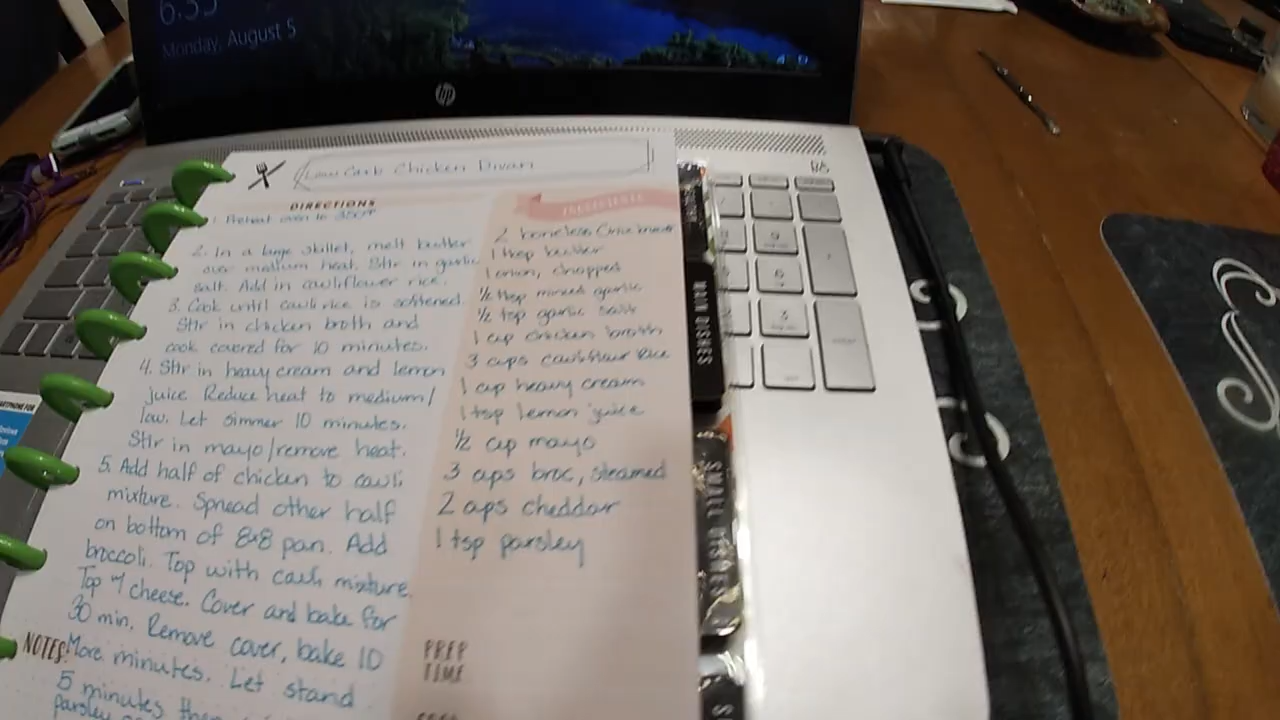 6:35
Monday, August 5
hp
Low Carb Chicken Divan
DIRECTIONS
1. Preheat oven to 350°F
2. In a large skillet, melt butter
over medium heat. Stir in garlic
salt. Add in cauliflower rice.
3. Cook until cauli rice is softened.
Stir in chicken broth and
cook covered for 10 minutes.
4. Stir in heavy cream and lemon
juice Reduce heat to medium/
low. Let simmer 10 minutes.
Stir in mayo/remove heat.
5. Add half of chicken to cauli
mixture. Spread other half
on bottom of 8x8 pan. Add
broccoli. Top with cauli mixture.
Top w/ cheese. Cover and bake for
30 min. Remove cover, bake 10
More minutes. Let stand
5 minutes then
parsley
NOTES:
INGREDIENTS
2 boneless
1 tbsp butter
1 onion, chopped
1/2 tbsp minced garlic
1/2 tsp garlic salt
1 cup chicken broth
3 cups cauliflower rice
1 cup heavy cream
1 tsp lemon juice
1/2 cup mayo
3 cups broc, steamed
2 cups cheddar
1 tsp parsley
PREP
TIME
MAIN DISHES
SMALL DISHES